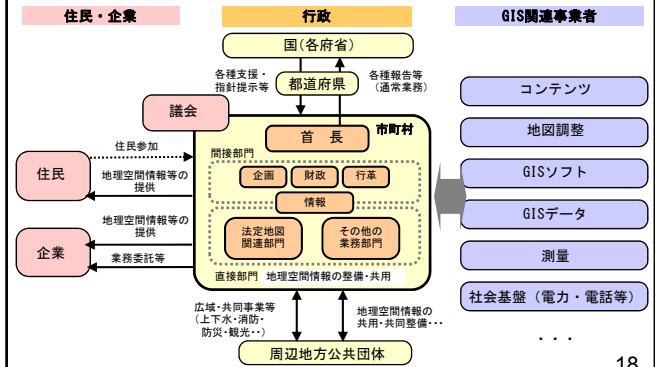 住民・企業
行政
GIS関連事業者
国(各府省)
各種支援・
指針提示等
都道府県
各種報告等
(通常業務)
議会
市町村
首 長
間接部門
企画
財政
行革
情報
法定地図
関連部門
その他の
業務部門
直接部門
地理空間情報の整備・共用
住民
住民参加
地理空間情報等の
提供
企業
地理空間情報等の
提供
業務委託等
広域・共同事業等
(上下水・消防・
防災・観光・・)
地理空間情報の
共用・共同整備・・・
周辺地方公共団体
コンテンツ
地図調整
GISソフト
GISデータ
測量
社会基盤(電力・電話等)
・・・
18